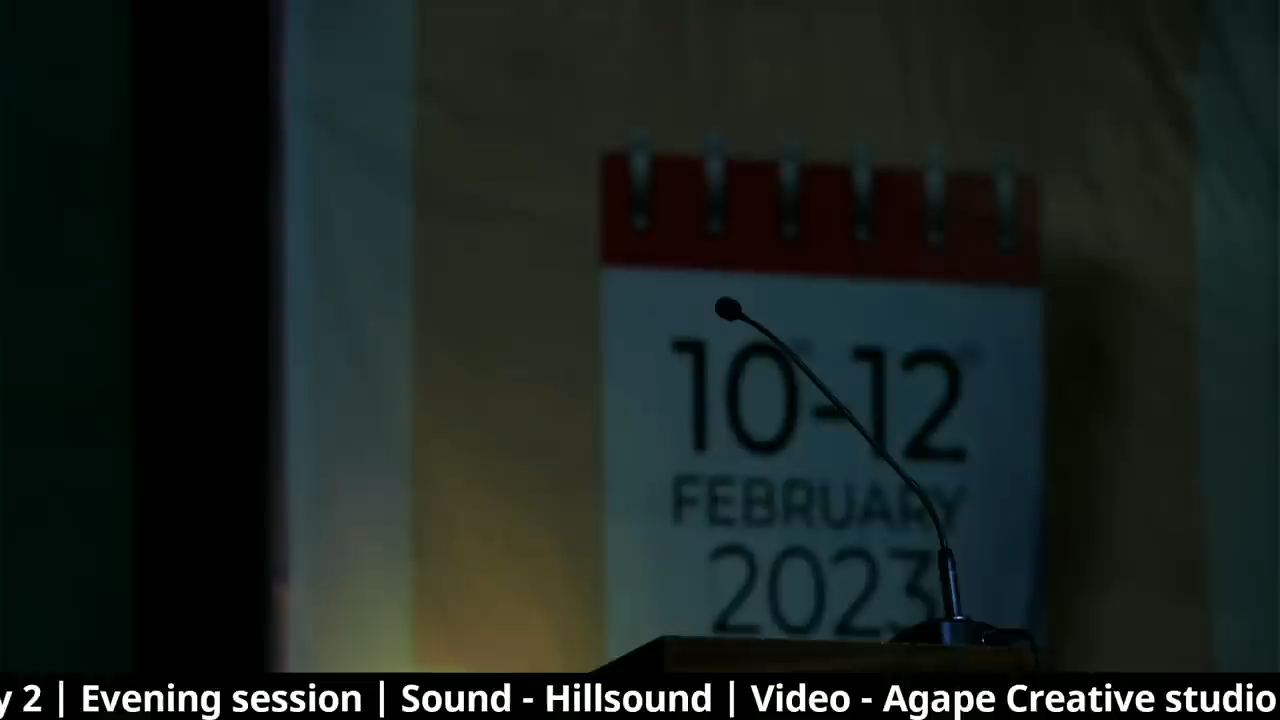 10-12
FEBRUARY
2023
y 2 | Evening session | Sound - Hillsound | Video - Agape Creative studio